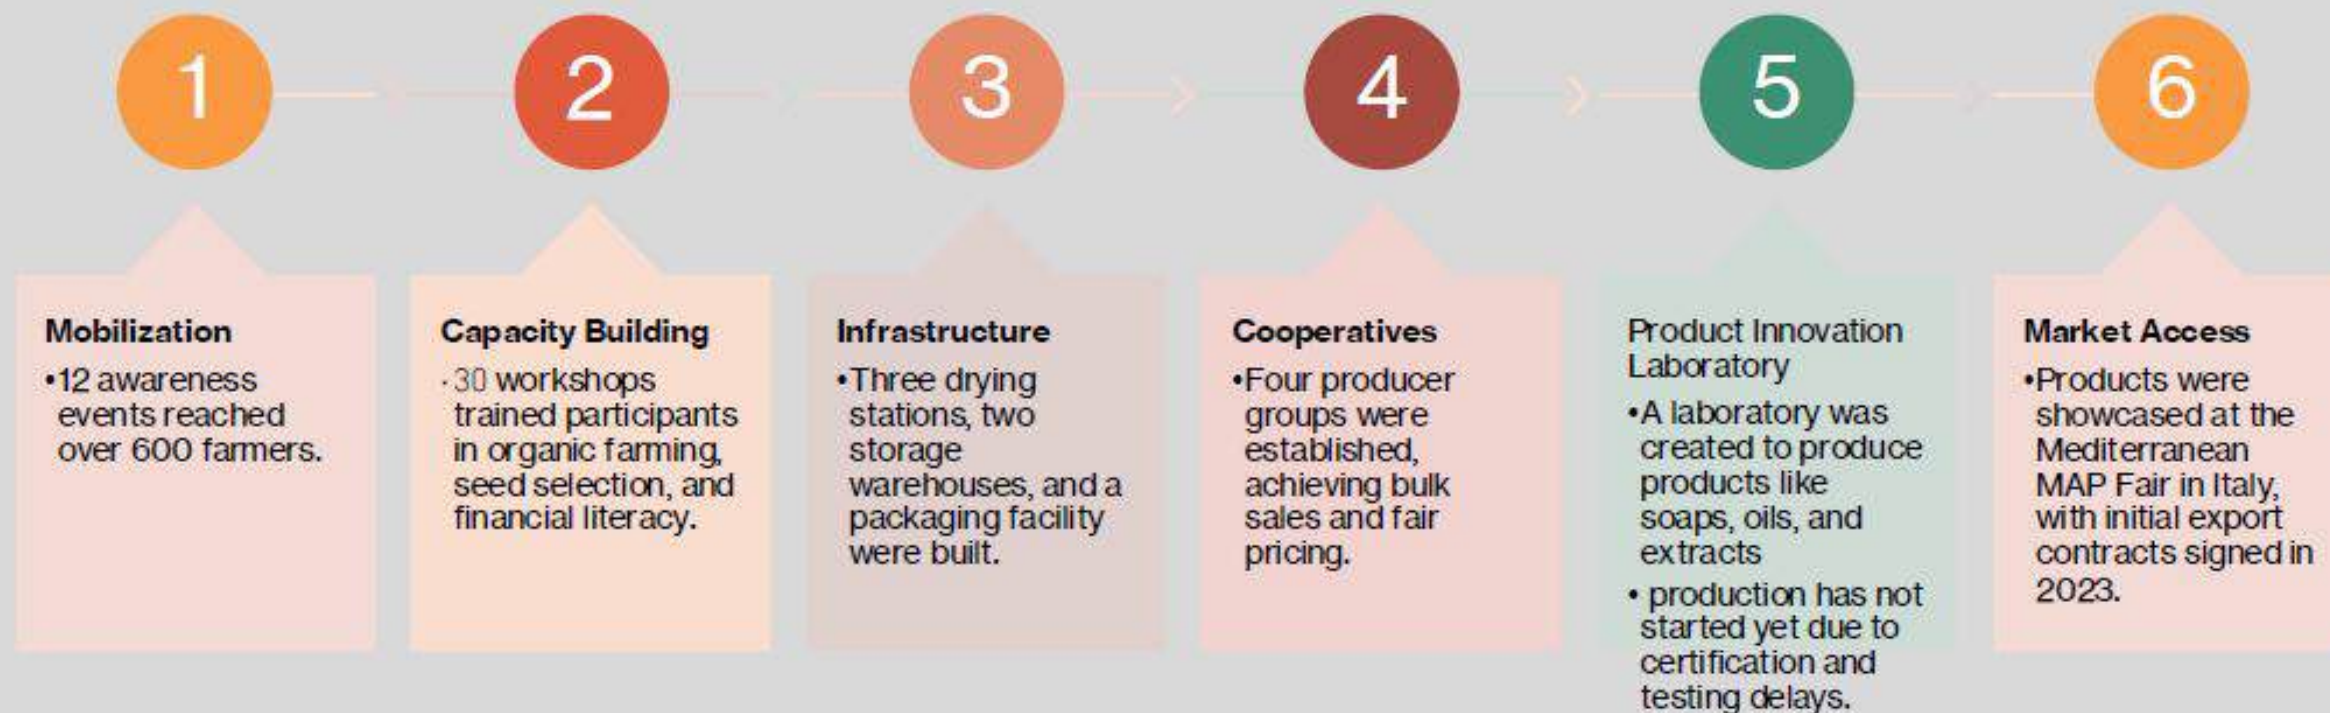 1
2
3
4
5
6
Mobilization
•12 awareness
events reached
over 600 farmers.
Capacity Building
·30 workshops
trained participants
in organic farming,
seed selection, and
financial literacy.
Infrastructure
•Three drying
stations, two
storage
warehouses, and a
packaging facility
were built.
Cooperatives
•Four producer
groups were
established,
achieving bulk
sales and fair
pricing.
Product Innovation
Laboratory
•A laboratory was
created to produce
products like
soaps, oils, and
extracts
• production has not
started yet due to
certification and
testing delays.
Market Access
•Products were
showcased at the
Mediterranean
MAP Fair in Italy,
with initial export
contracts signed in
2023.